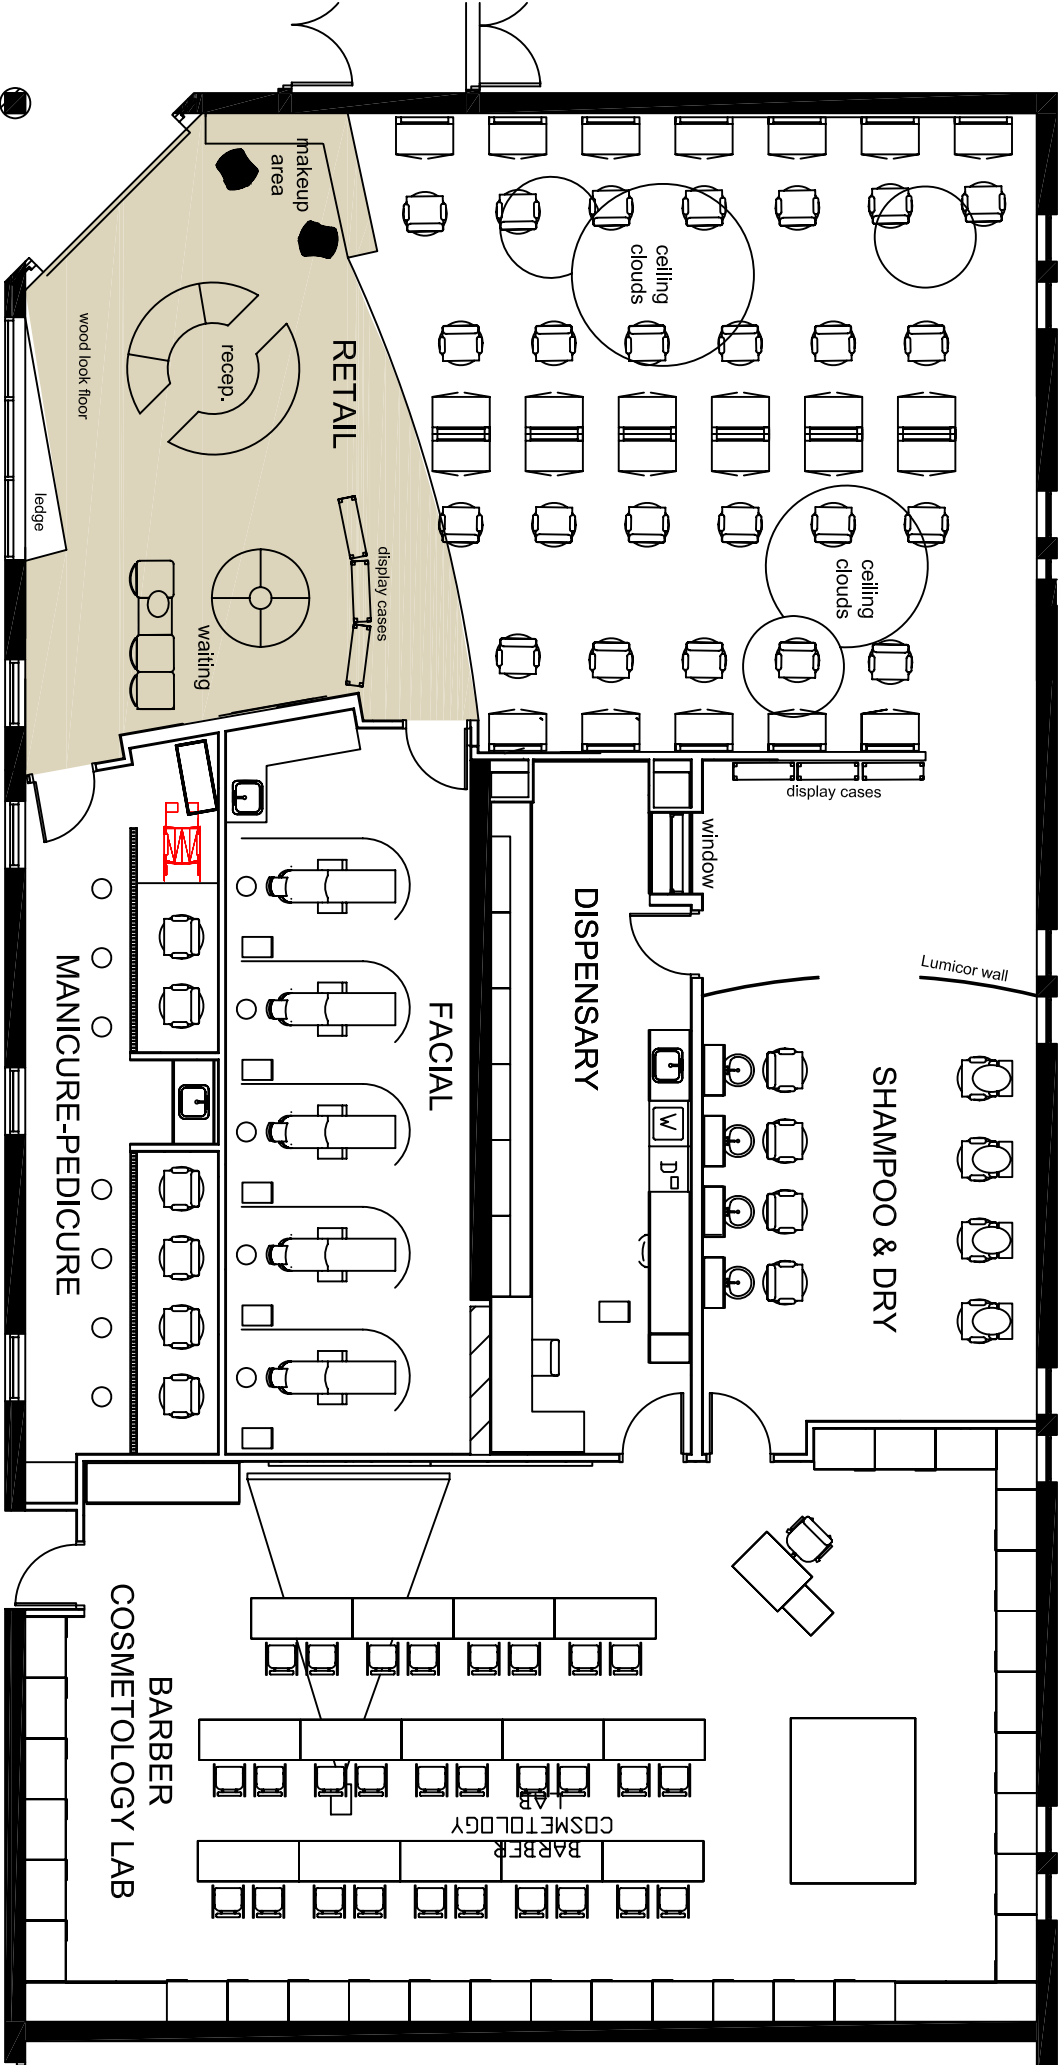 makeup
area
ceiling
clouds
RETAIL
recep.
wood look floor
ledge
display cases
waiting
ceiling
clouds
display cases
window
DISPENSARY
Lumicor wall
FACIAL
MANICURE-PEDICURE
SHAMPOO & DRY
W
D
BARBER
COSMETOLOGY LAB
BARBER
COSMETOLOGY
LAB